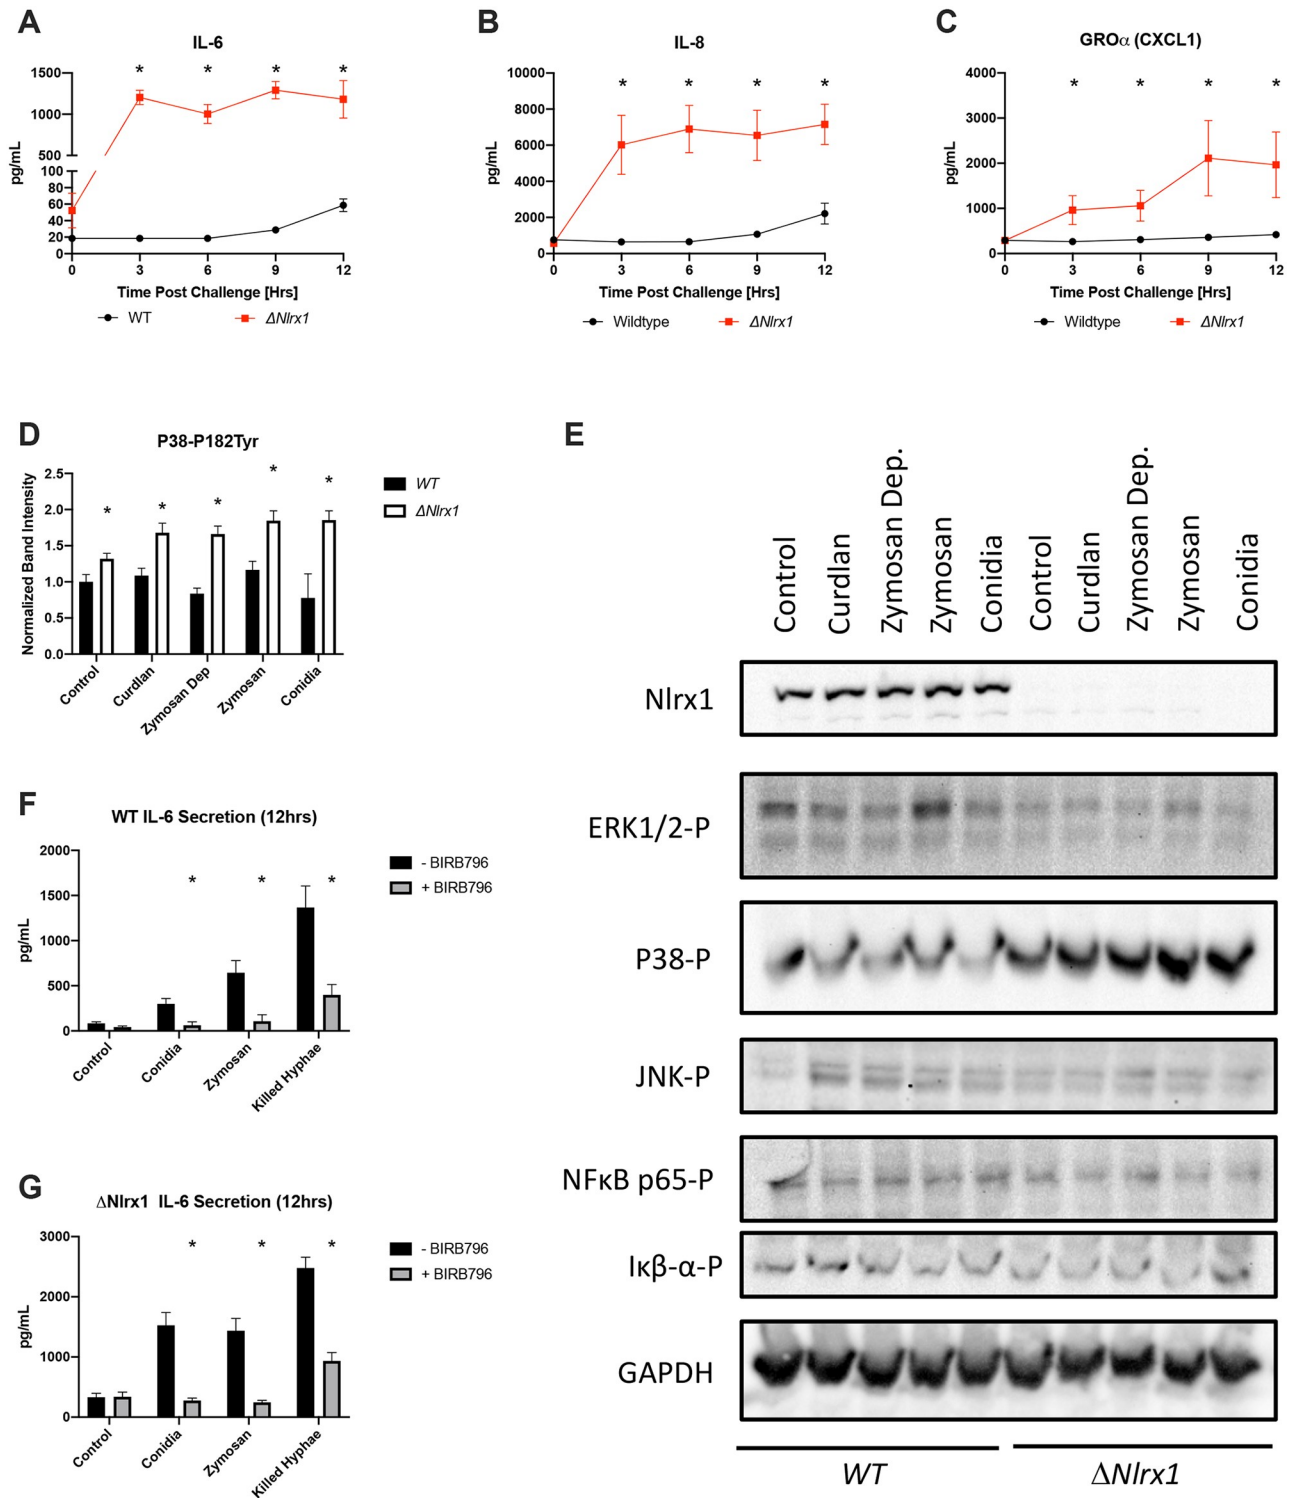 A
IL-6
* * * *
1500
1000
500
100
80
60
40
20
0
pg/mL
0 3 6 9 12
Time Post Challenge [Hrs]
WT ΔNlrx1
B
IL-8
* * * *
10000
8000
6000
4000
2000
0
pg/mL
0 3 6 9 12
Time Post Challenge [Hrs]
Wildtype ΔNlrx1
C
GROα (CXCL1)
* * * *
4000
3000
2000
1000
0
pg/mL
0 3 6 9 12
Time Post Challenge [Hrs]
Wildtype ΔNlrx1
D
P38-P182Tyr
* * * * *
2.5
2.0
1.5
1.0
0.5
0.0
Normalized Band Intensity
Control Curdlan Zymosan Dep Zymosan Conidia
WT
ΔNlrx1
E
Control Curdlan Zymosan Dep. Zymosan Conidia Control Curdlan Zymosan Dep. Zymosan Conidia
Nlrx1
ERK1/2-P
P38-P
JNK-P
NFκB p65-P
Iκβ-α-P
GAPDH
WT ΔNlrx1
F
WT IL-6 Secretion (12hrs)
* * *
2000
1500
1000
500
0
pg/mL
Control Conidia Zymosan Killed Hyphae
- BIRB796
+ BIRB796
G
ΔNlrx1 IL-6 Secretion (12hrs)
* * *
3000
2000
1000
0
pg/mL
Control Conidia Zymosan Killed Hyphae
- BIRB796
+ BIRB796